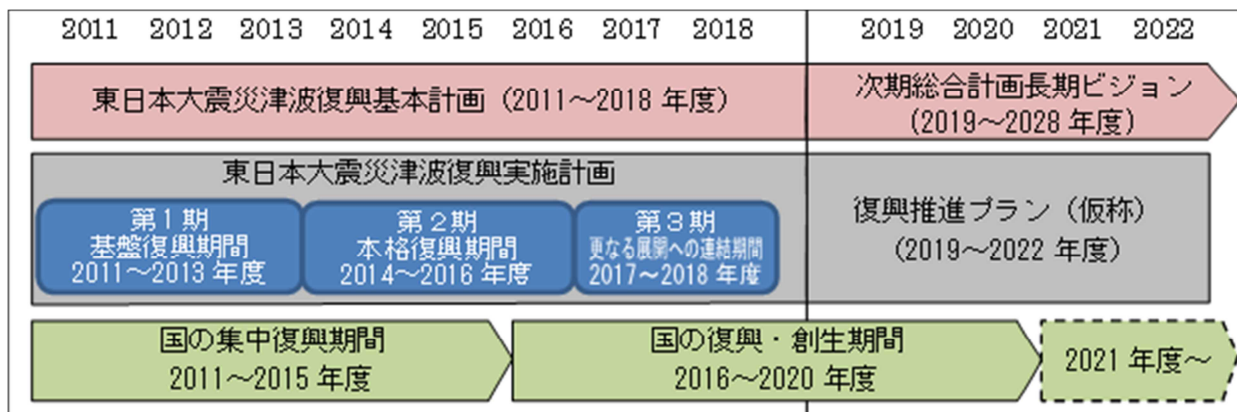 2011 2012 2013 2014 2015 2016 2017 2018 2019 2020 2021 2022
東日本大震災津波復興基本計画（2011～2018 年度）
次期総合計画長期ビジョン
（2019～2028 年度）
東日本大震災津波復興実施計画
第１期
基盤復興期間
2011～2013 年度
第２期
本格復興期間
2014～2016 年度
第３期
更なる展開への連結期間
2017～2018 年度
復興推進プラン（仮称）
（2019～2022 年度）
国の集中復興期間
2011～2015 年度
国の復興・創生期間
2016～2020 年度
2021 年度～